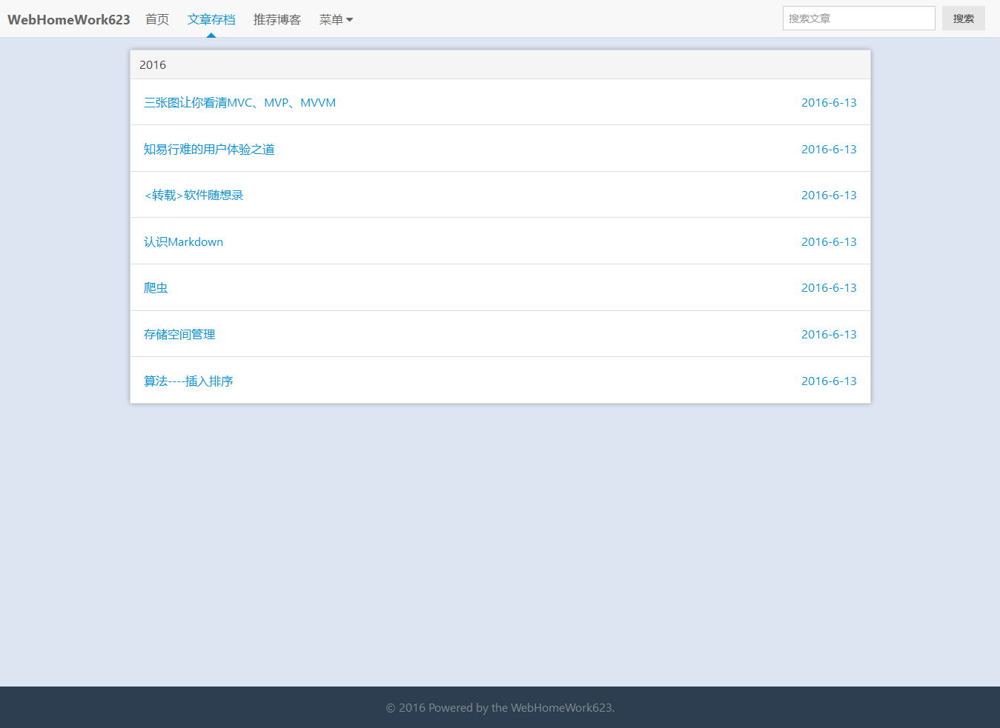 WebHomeWork623 首页 文章存档 推荐博客 菜单 搜索文章 搜索
2016
三张图让你看清MVC、MVP、MVVM 2016-6-13
知易行难的用户体验之道 2016-6-13
<转载>软件随想录 2016-6-13
认识Markdown 2016-6-13
爬虫 2016-6-13
存储空间管理 2016-6-13
算法----插入排序 2016-6-13
© 2016 Powered by the WebHomeWork623.